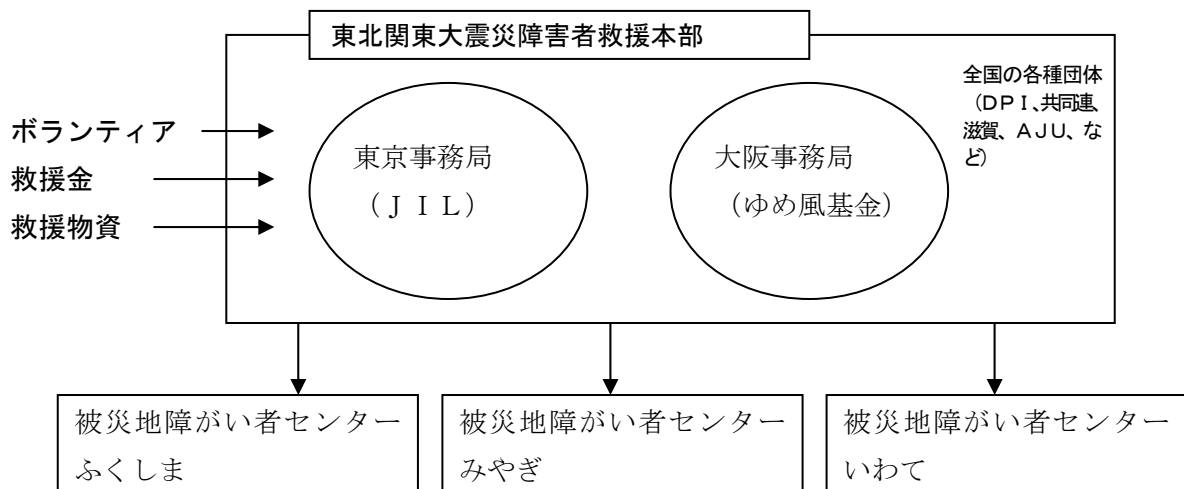 東北関東大震災障害者救援本部
全国の各種団体
(DPI、共同連、
滋賀、AJU、な
ど)
ボランティア
救援金
救援物資
東京事務局
(JIL)
大阪事務局
(ゆめ風基金)
被災地障がい者センター
ふくしま
被災地障がい者センター
みやぎ
被災地障がい者センター
いわて